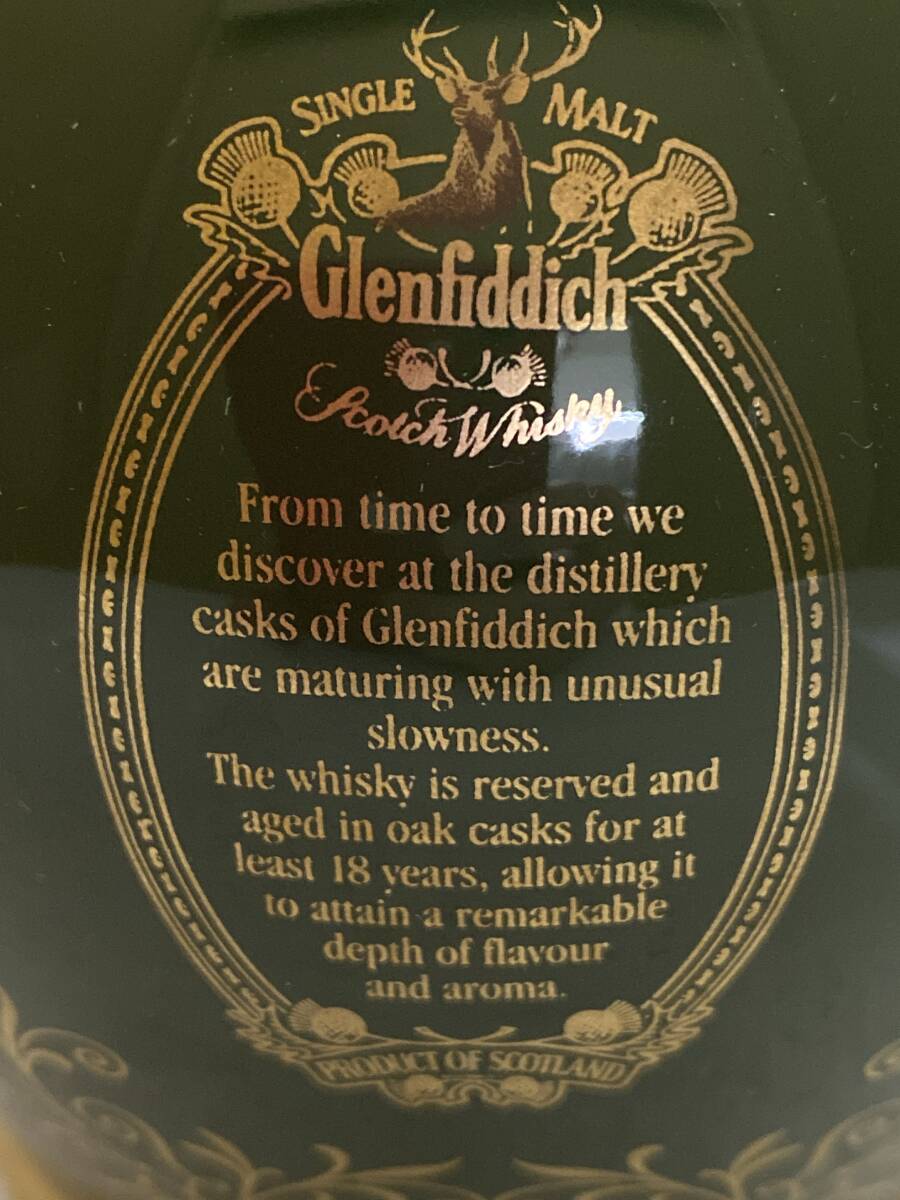 SINGLE MALT
Glenfiddich
Scotch Whisky
From time to time we
discover at the distillery
casks of Glenfiddich which
are maturing with unusual
slowness.
The whisky is reserved and
aged in oak casks for at
least 18 years, allowing it
to attain a remarkable
depth of flavour
and aroma.
PRODUCT OF SCOTLAND